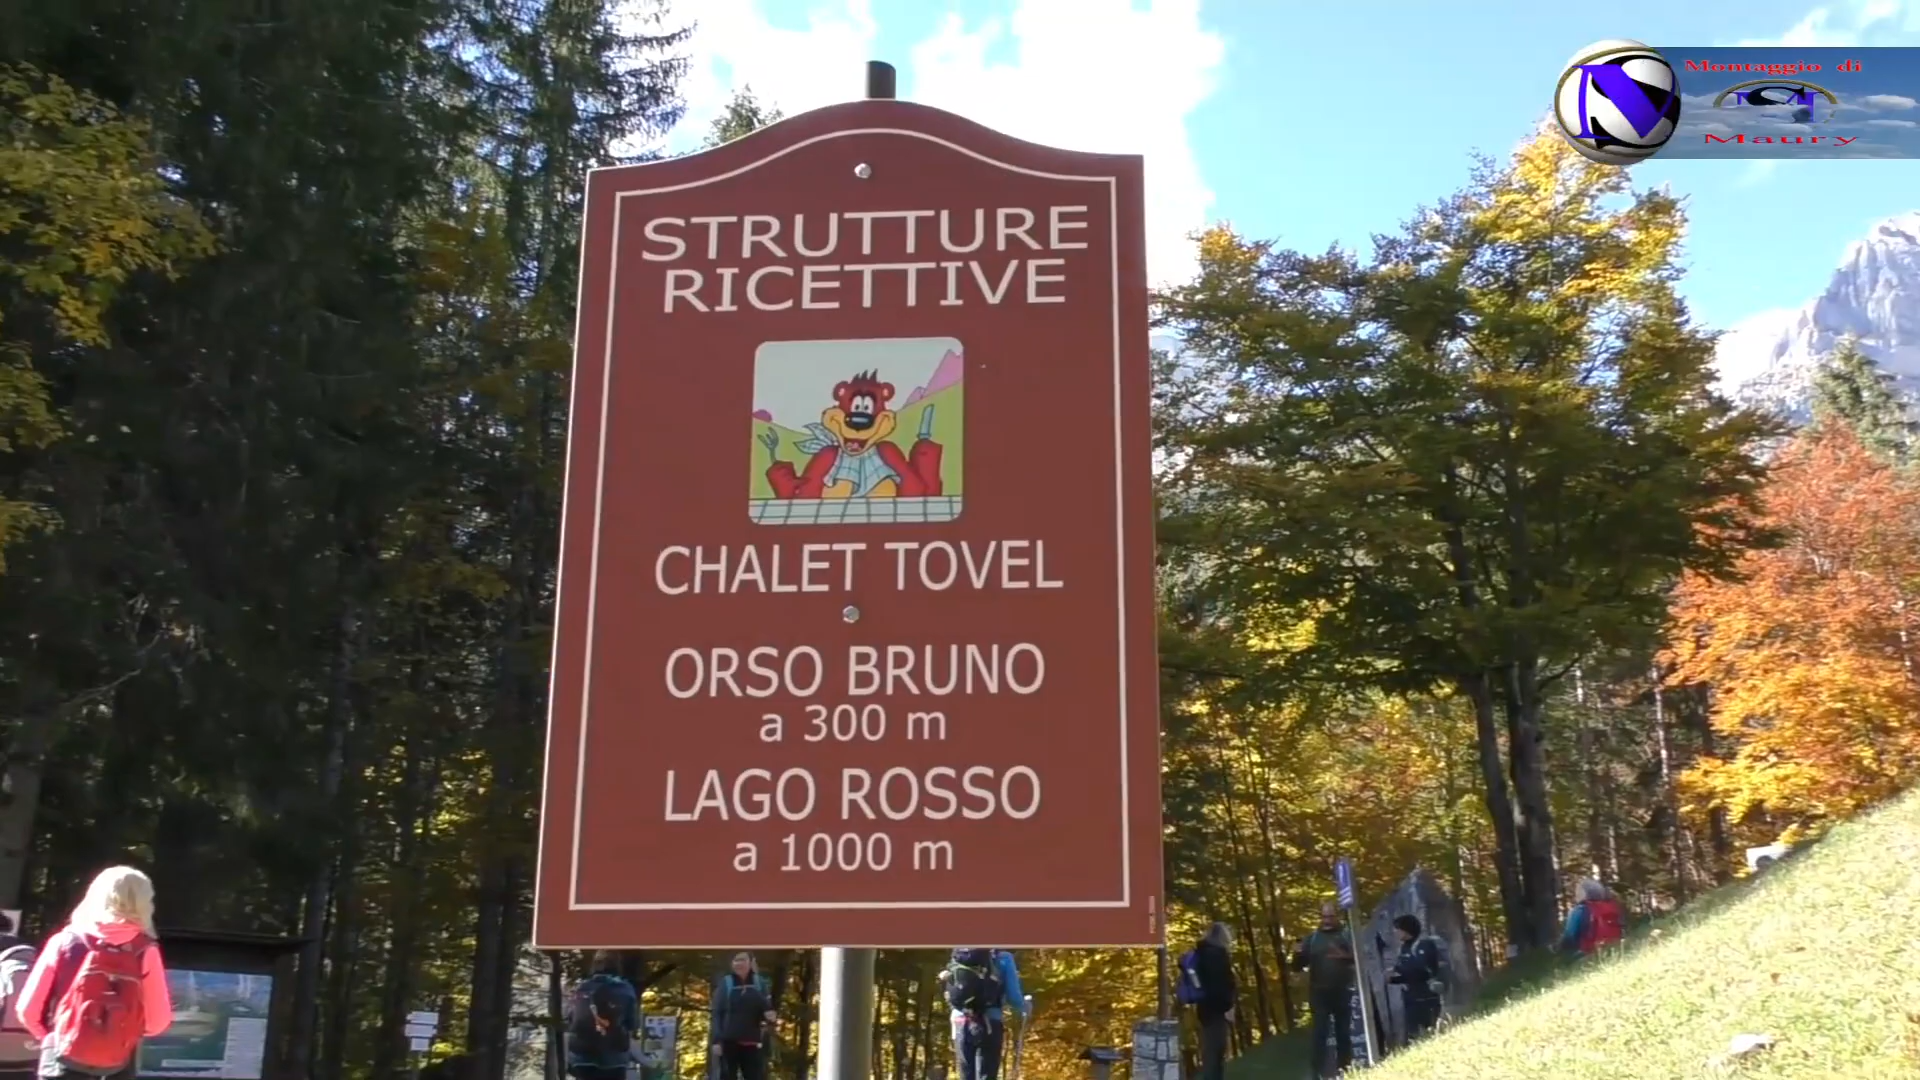 Montaggio di
Maury
STRUTTURE
RICETTIVE
CHALET TOVEL
ORSO BRUNO
a 300 m
LAGO ROSSO
a 1000 m